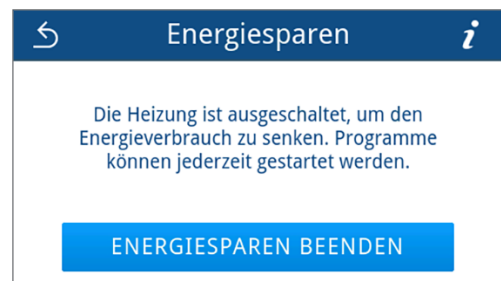 Energiesparen i
Die Heizung ist ausgeschaltet, um den
Energieverbrauch zu senken. Programme
können jederzeit gestartet werden.
ENERGIESPAREN BEENDEN